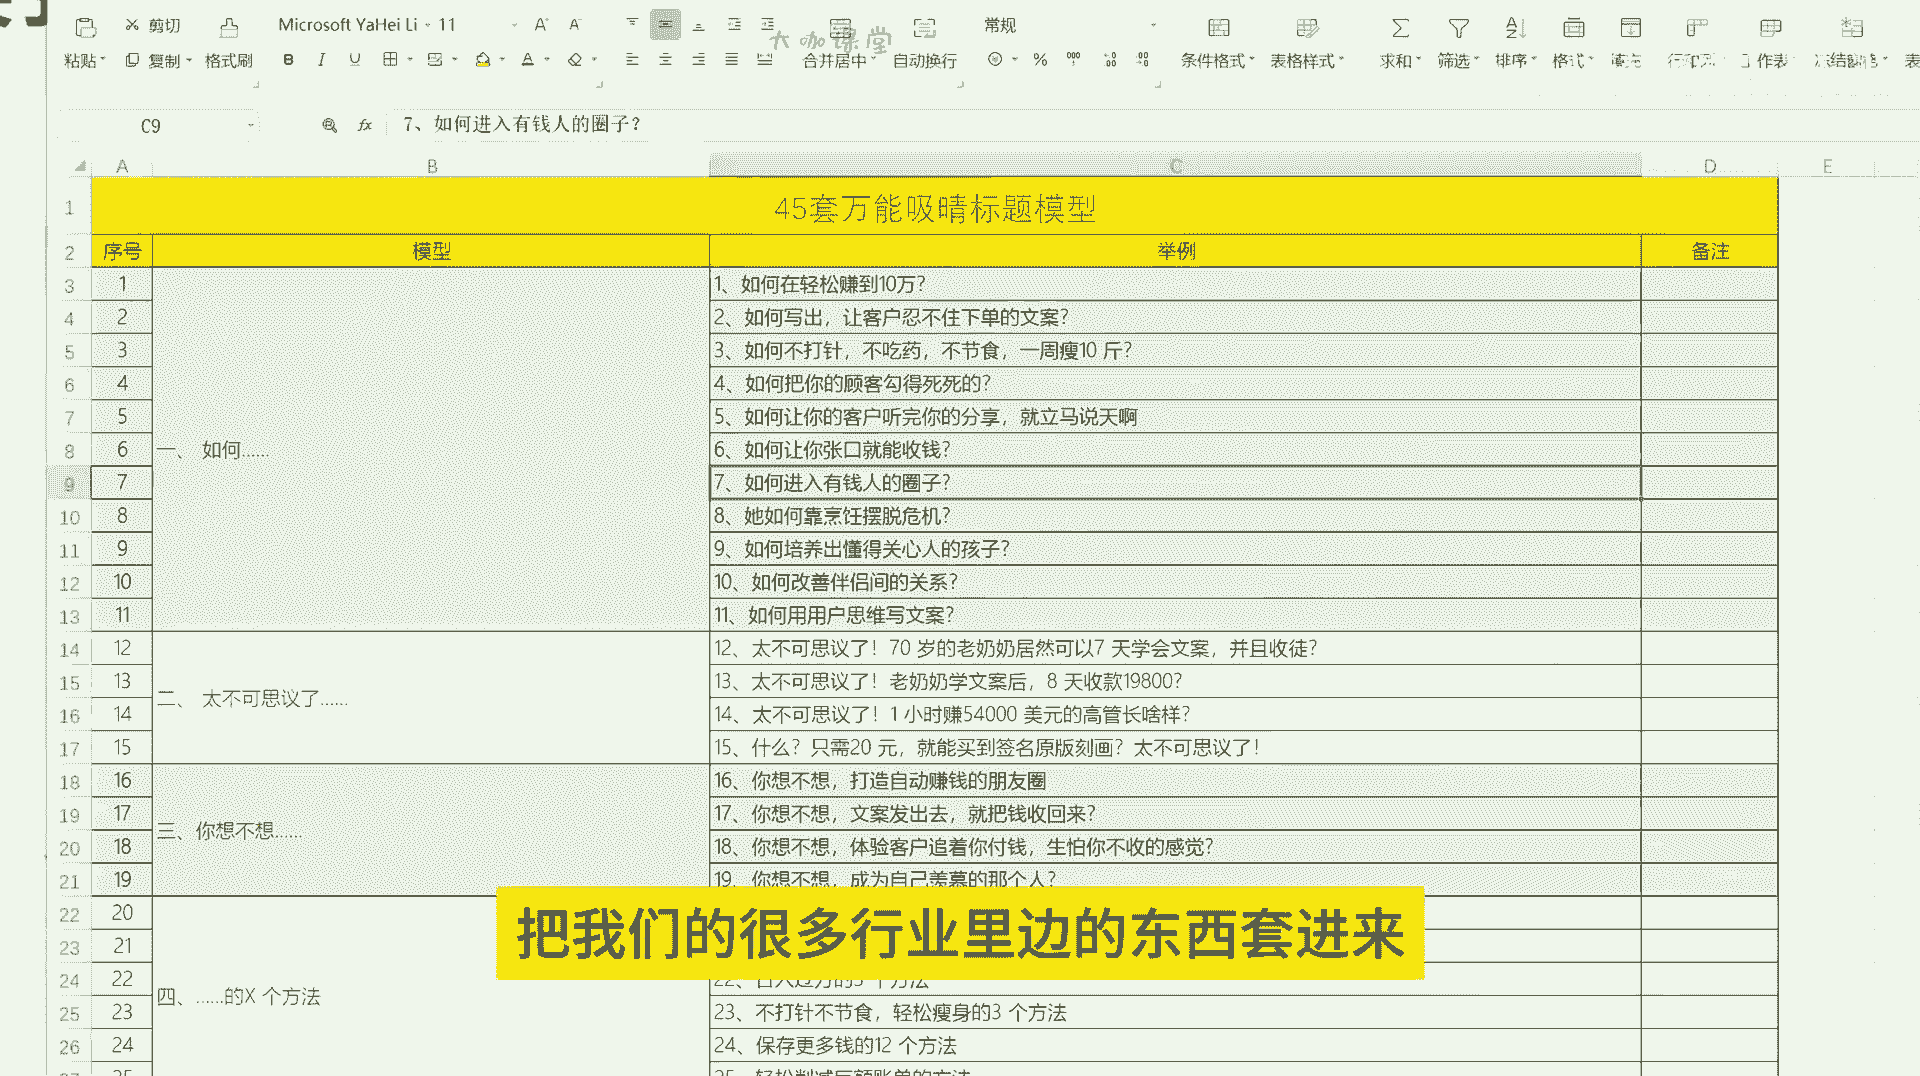 剪切
Microsoft YaHei Li
11
常规
大咖课堂
粘贴
复制
格式刷
B
I
U
A
合并居中
自动换行
%
条件格式
表格样式
求和
筛选
排序
格式
C9
fx
7、如何进入有钱人的圈子?
A
B
C
D
E
1
45套万能吸睛标题模型
2
序号
模型
举例
备注
3
1
1、如何在轻松赚到10万?
4
2
2、如何写出，让客户忍不住下单的文案?
5
3
3、如何不打针，不吃药，不节食，一周瘦10 斤?
6
4
4、如何把你的顾客勾得死死的?
7
5
5、如何让你的客户听完你的分享，就立马说天啊
8
6
一、 如何……
6、如何让你张口就能收钱?
9
7
7、如何进入有钱人的圈子?
10
8
8、她如何靠烹饪摆脱危机?
11
9
9、如何培养出懂得关心人的孩子?
12
10
10、如何改善伴侣间的关系?
13
11
11、如何用用户思维写文案?
14
12
12、太不可思议了！70 岁的老奶奶居然可以7 天学会文案，并且收徒?
15
13
二、 太不可思议了……
13、太不可思议了！老奶奶学文案后，8 天收款19800?
16
14
14、太不可思议了！1 小时赚54000 美元的高管长啥样?
17
15
15、什么？只需20 元，就能买到签名原版刻画？太不可思议了！
18
16
16、你想不想，打造自动赚钱的朋友圈
19
17
三、你想不想……
17、你想不想，文案发出去，就把钱收回来?
20
18
18、你想不想，体验客户追着你付钱，生怕你不收的感觉?
21
19
19、你想不想，成为自己羡慕的那个人?
22
20
23
21
把我们的很多行业里边的东西套进来
24
22
四、……的X 个方法
25
23
23、不打针不节食，轻松瘦身的3 个方法
26
24
24、保存更多钱的12 个方法